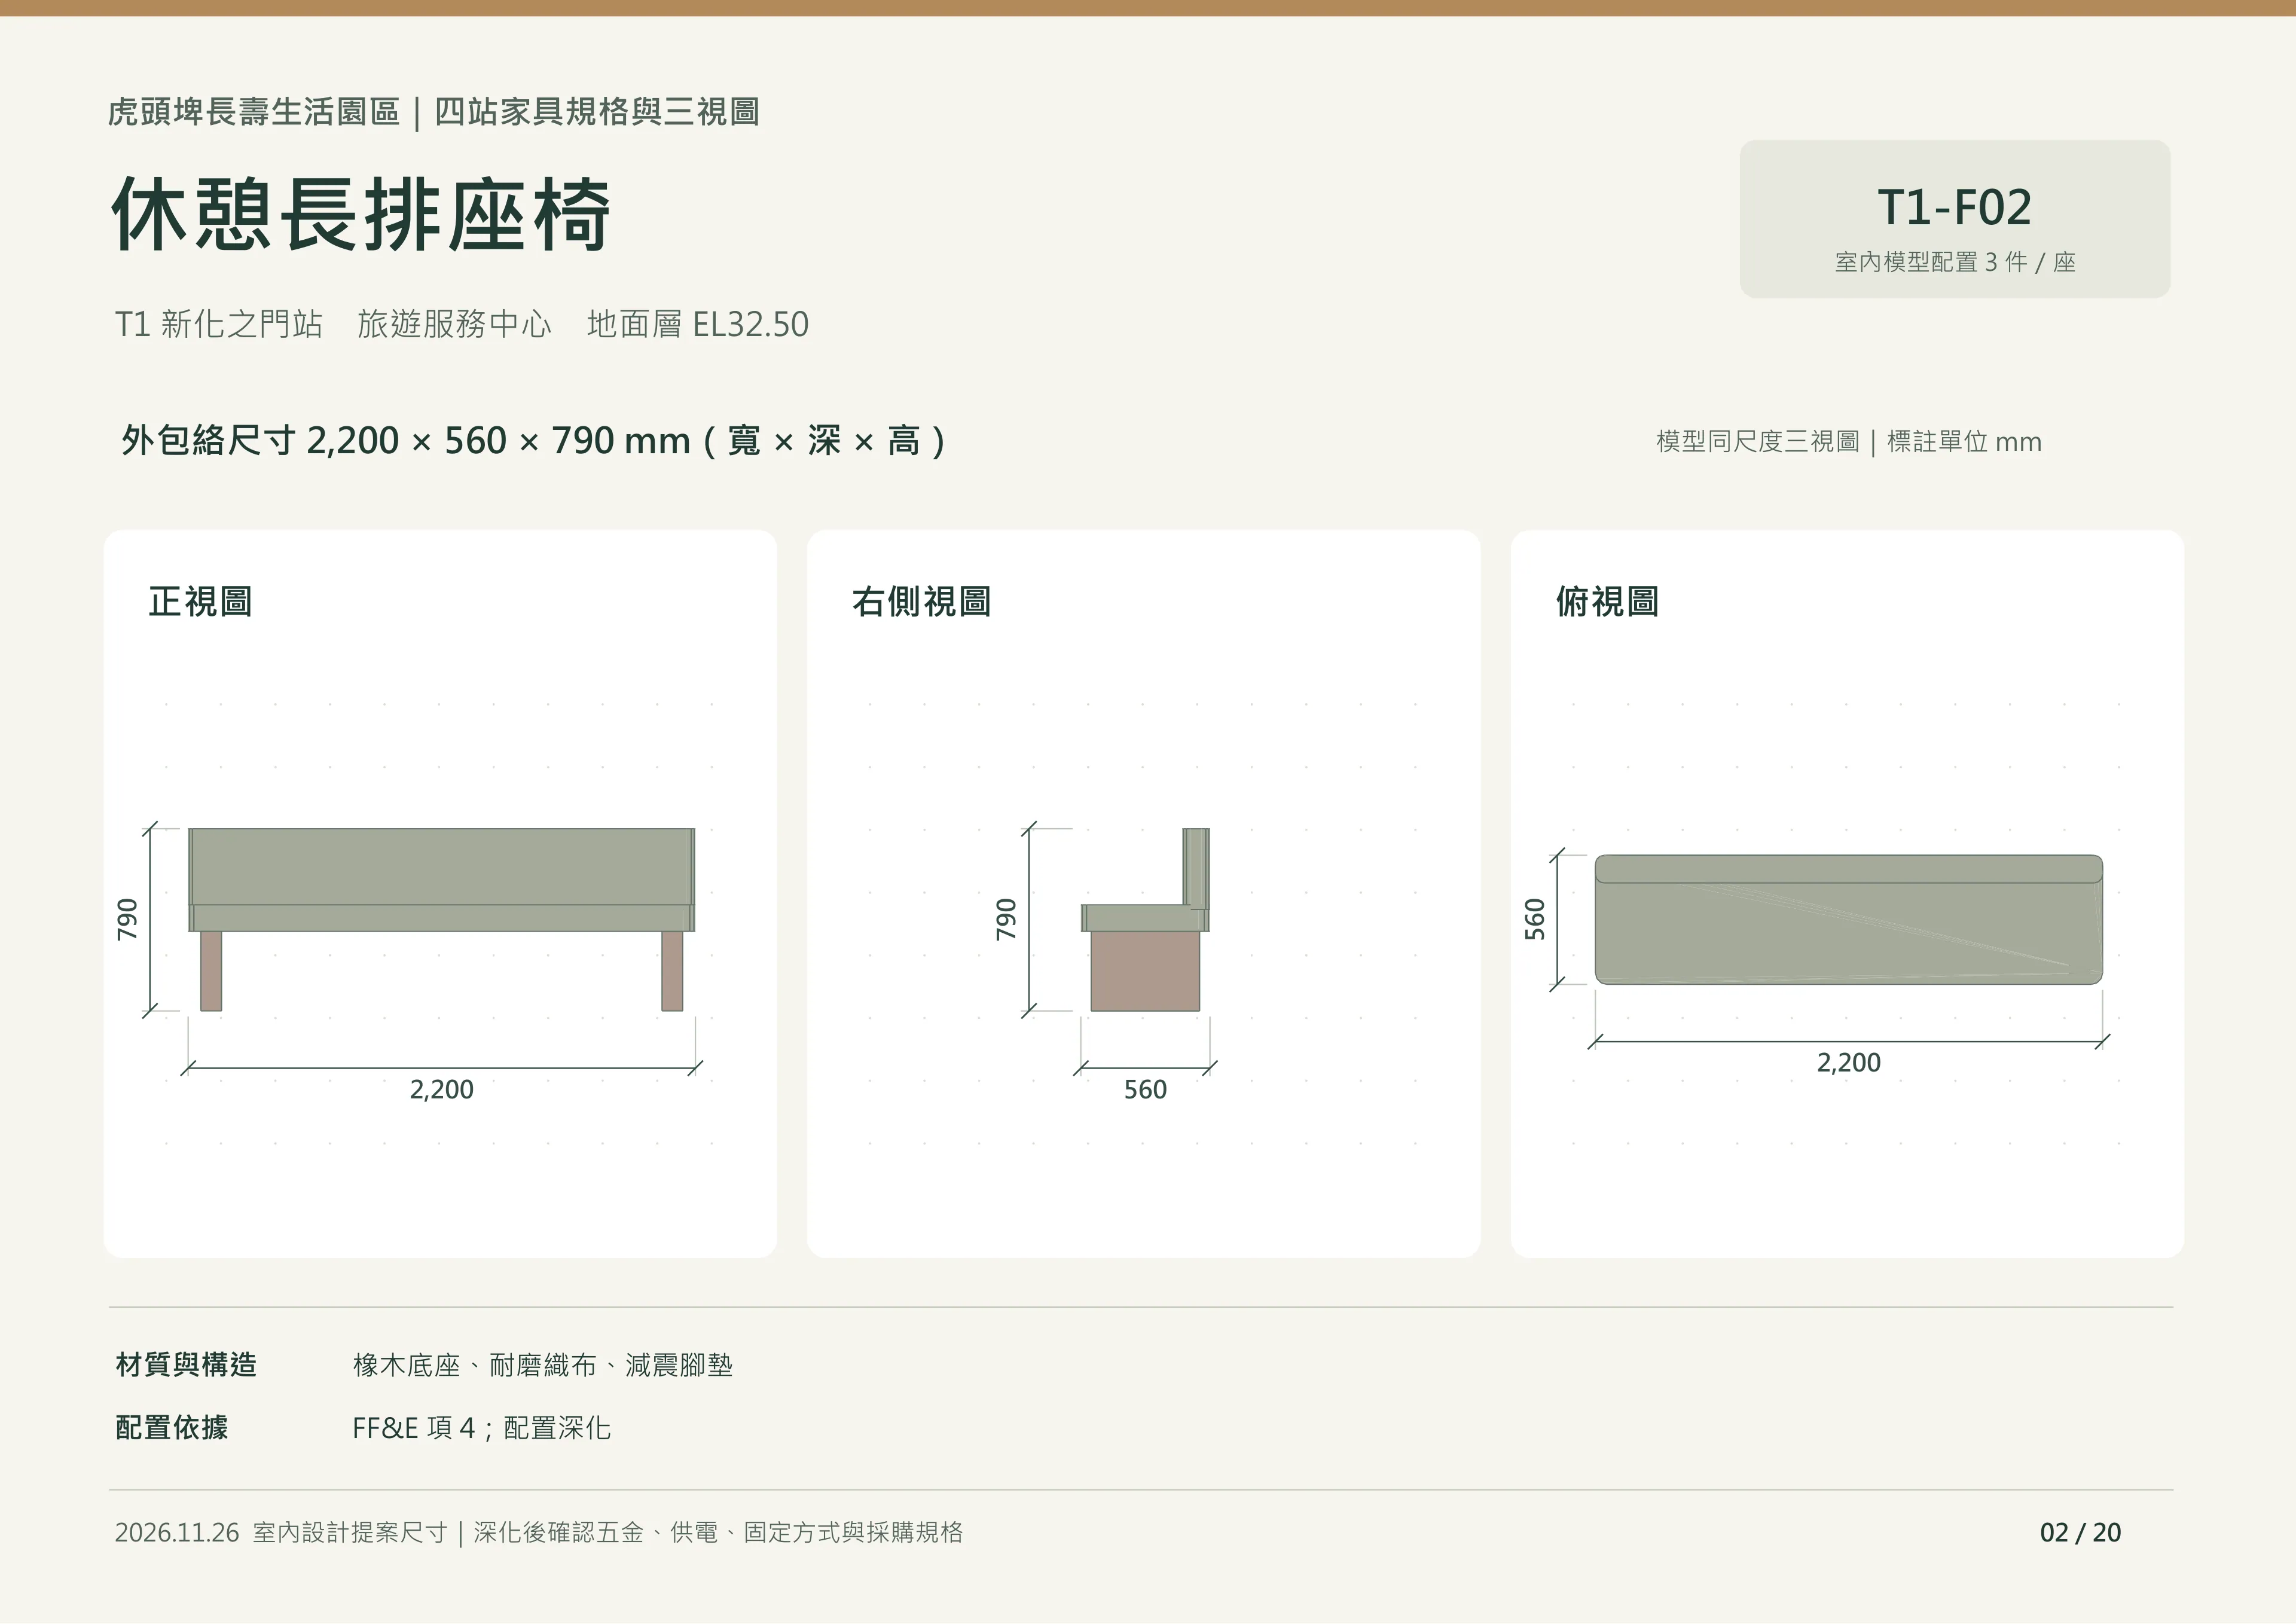 虎頭埤長壽生活園區｜四站家具規格與三視圖
休憩長排座椅
T1-F02
室內模型配置 3 件 / 座
T1 新化之門站　旅遊服務中心　地面層 EL32.50
外包絡尺寸 2,200 × 560 × 790 mm ( 寬 × 深 × 高 )
模型同尺度三視圖｜標註單位 mm
正視圖
790
2,200
右側視圖
790
560
俯視圖
560
2,200
材質與構造　橡木底座、耐磨織布、減震腳墊
配置依據　FF&E 項 4；配置深化
2026.11.26 室內設計提案尺寸｜深化後確認五金、供電、固定方式與採購規格
02 / 20